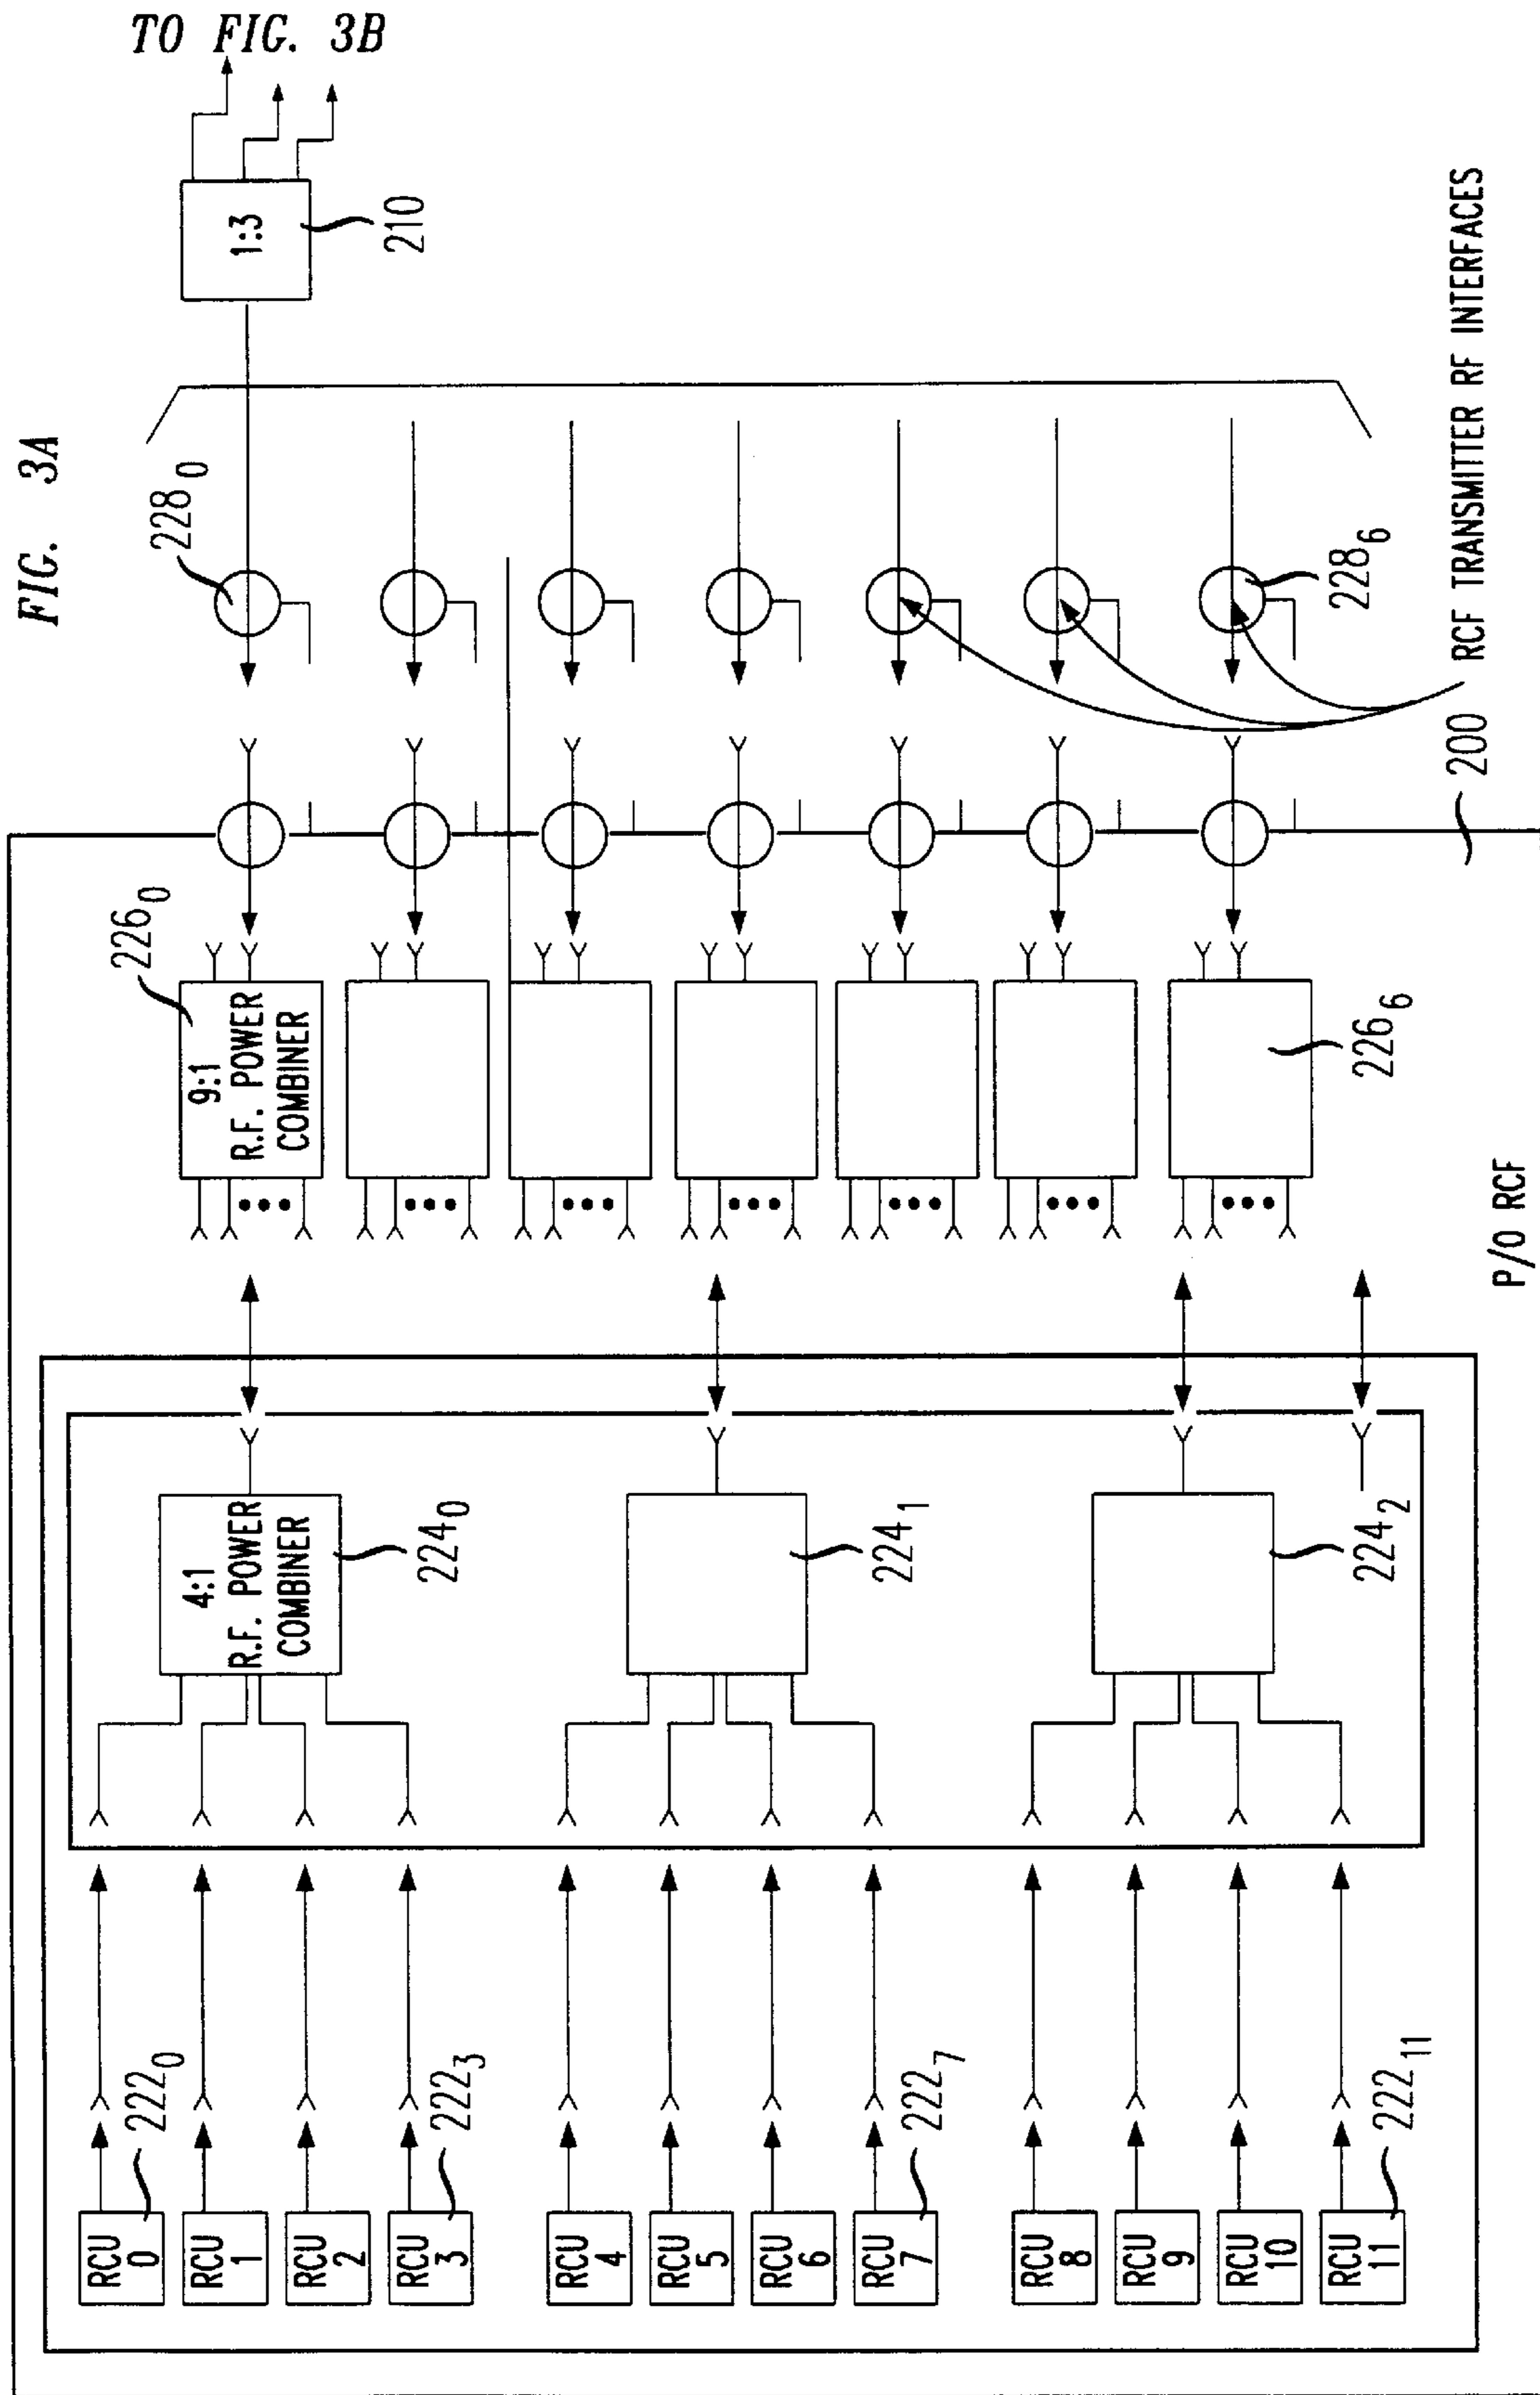 FIG. 3A
TO FIG. 3B
1:3
210
228₀
228₆
RCF TRANSMITTER RF INTERFACES
200
226₀
9:1
R.F. POWER
COMBINER
226₆
P/O RCF
4:1
R.F. POWER
COMBINER
224₀
224₁
224₂
RCU
0
222₀
RCU
1
RCU
2
RCU
3
222₃
RCU
4
RCU
5
RCU
6
RCU
7
222₇
RCU
8
RCU
9
RCU
10
RCU
11
222₁₁